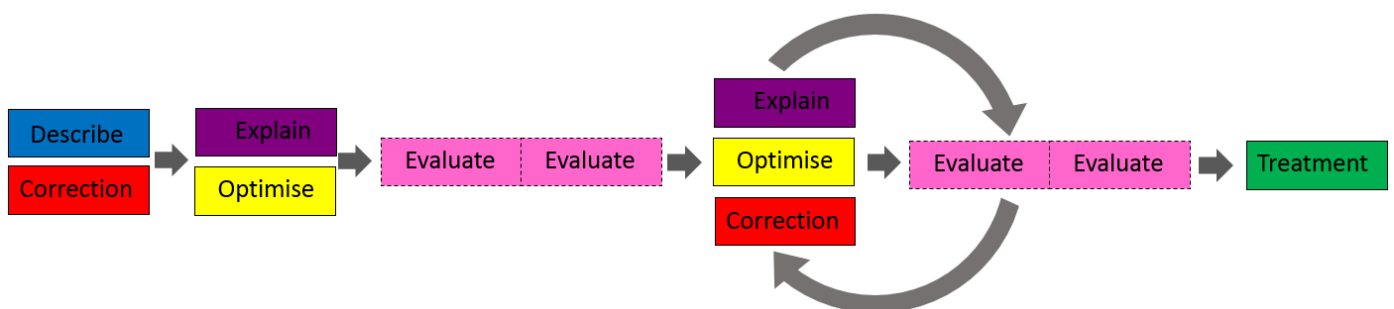 Describe
Correction
Explain
Optimise
Evaluate Evaluate
Explain
Optimise
Correction
Evaluate Evaluate
Treatment